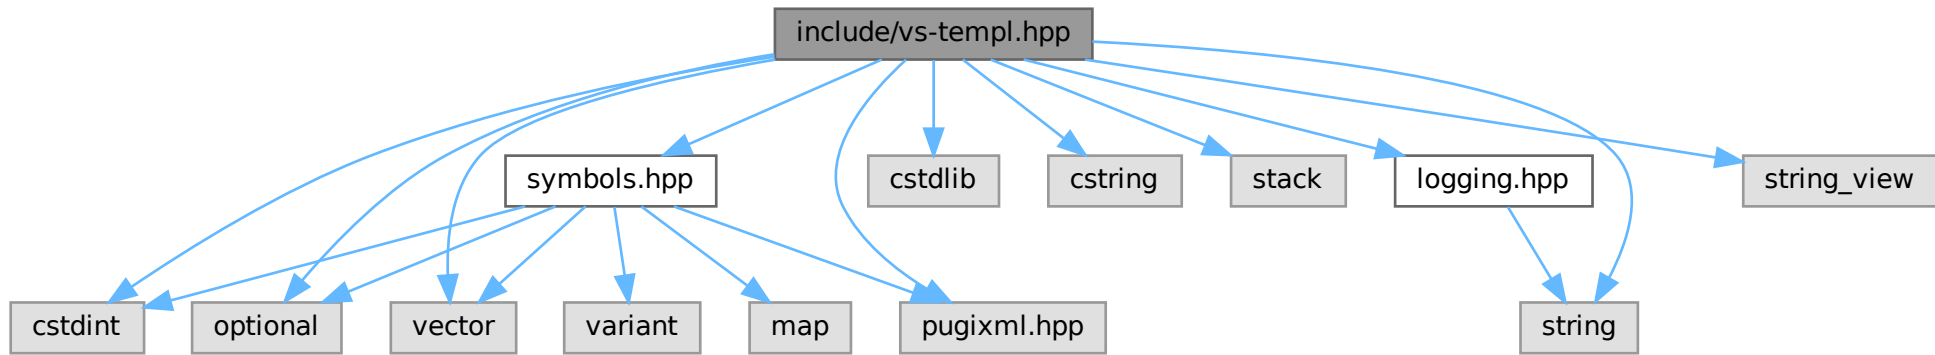 include/vs-templ.hpp
symbols.hpp
cstdlib
cstring
stack
logging.hpp
string_view
cstdint
optional
vector
variant
map
pugixml.hpp
string